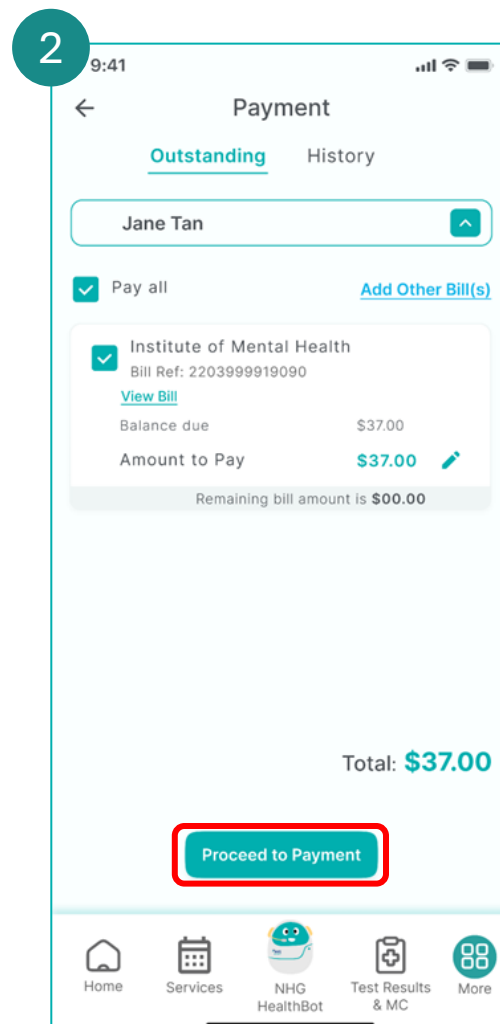 2
9:41
Payment
Outstanding History
Jane Tan
Pay all Add Other Bill(s)
Institute of Mental Health
Bill Ref: 2203999919090
View Bill
Balance due $37.00
Amount to Pay $37.00
Remaining bill amount is $00.00
Total: $37.00
Proceed to Payment
Home Services NHG HealthBot Test Results & MC More